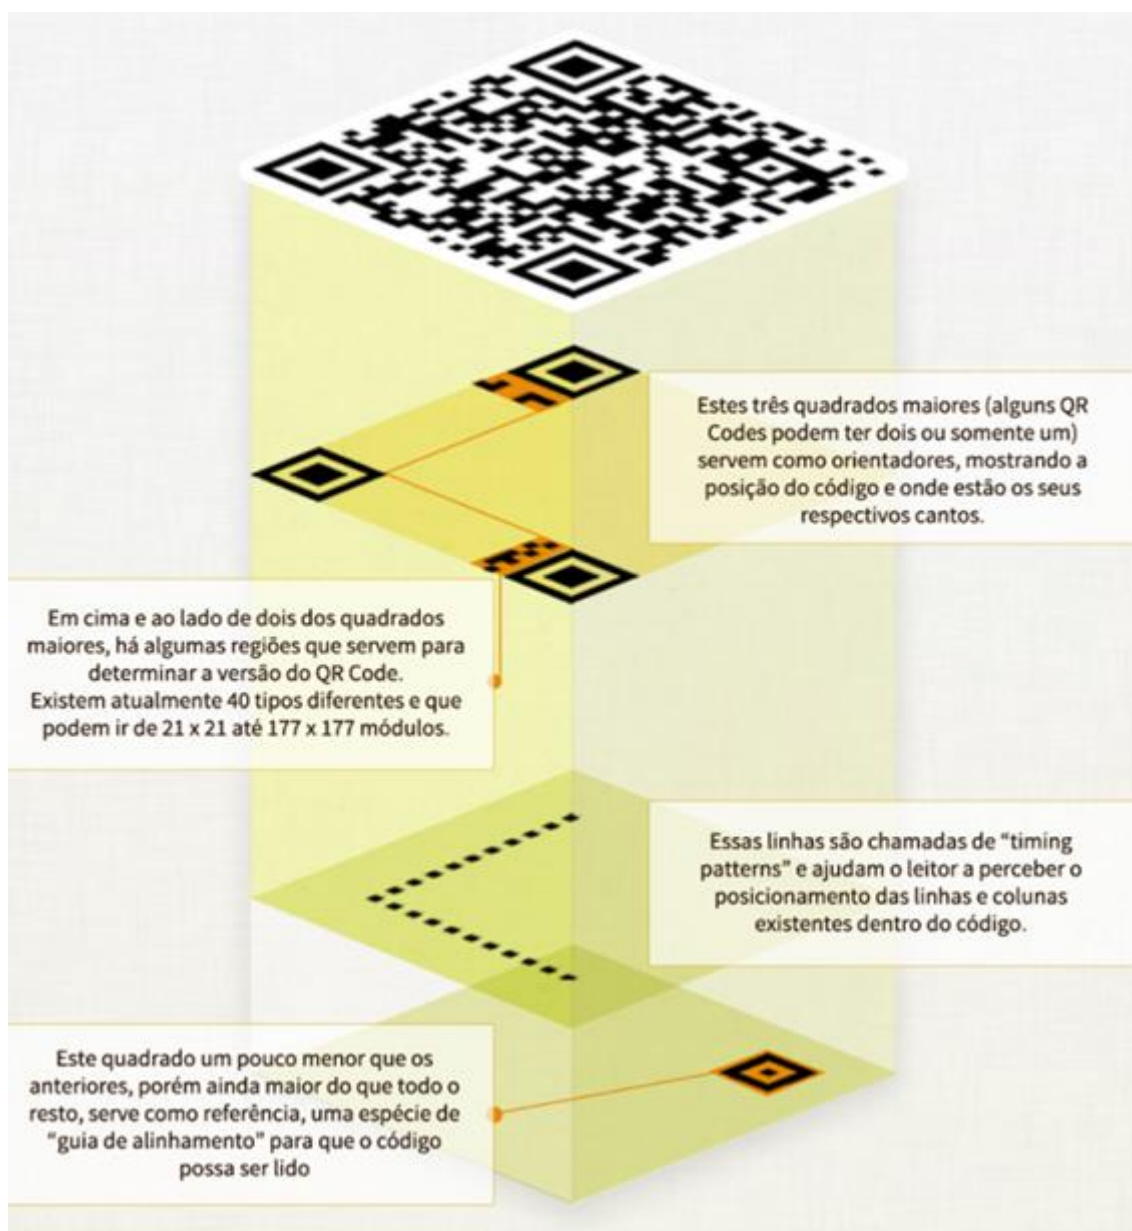 Estes três quadrados maiores (alguns QR
Codes podem ter dois ou somente um)
servem como orientadores, mostrando a
posição do código e onde estão os seus
respectivos cantos.
Em cima e ao lado de dois dos quadrados
maiores, há algumas regiões que servem para
determinar a versão do QR Code.
Existem atualmente 40 tipos diferentes e que
podem ir de 21 x 21 até 177 x 177 módulos.
Essas linhas são chamadas de “timing
patterns” e ajudam o leitor a perceber o
posicionamento das linhas e colunas
existentes dentro do código.
Este quadrado um pouco menor que os
anteriores, porém ainda maior do que todo o
resto, serve como referência, uma espécie de
“guia de alinhamento” para que o código
possa ser lido